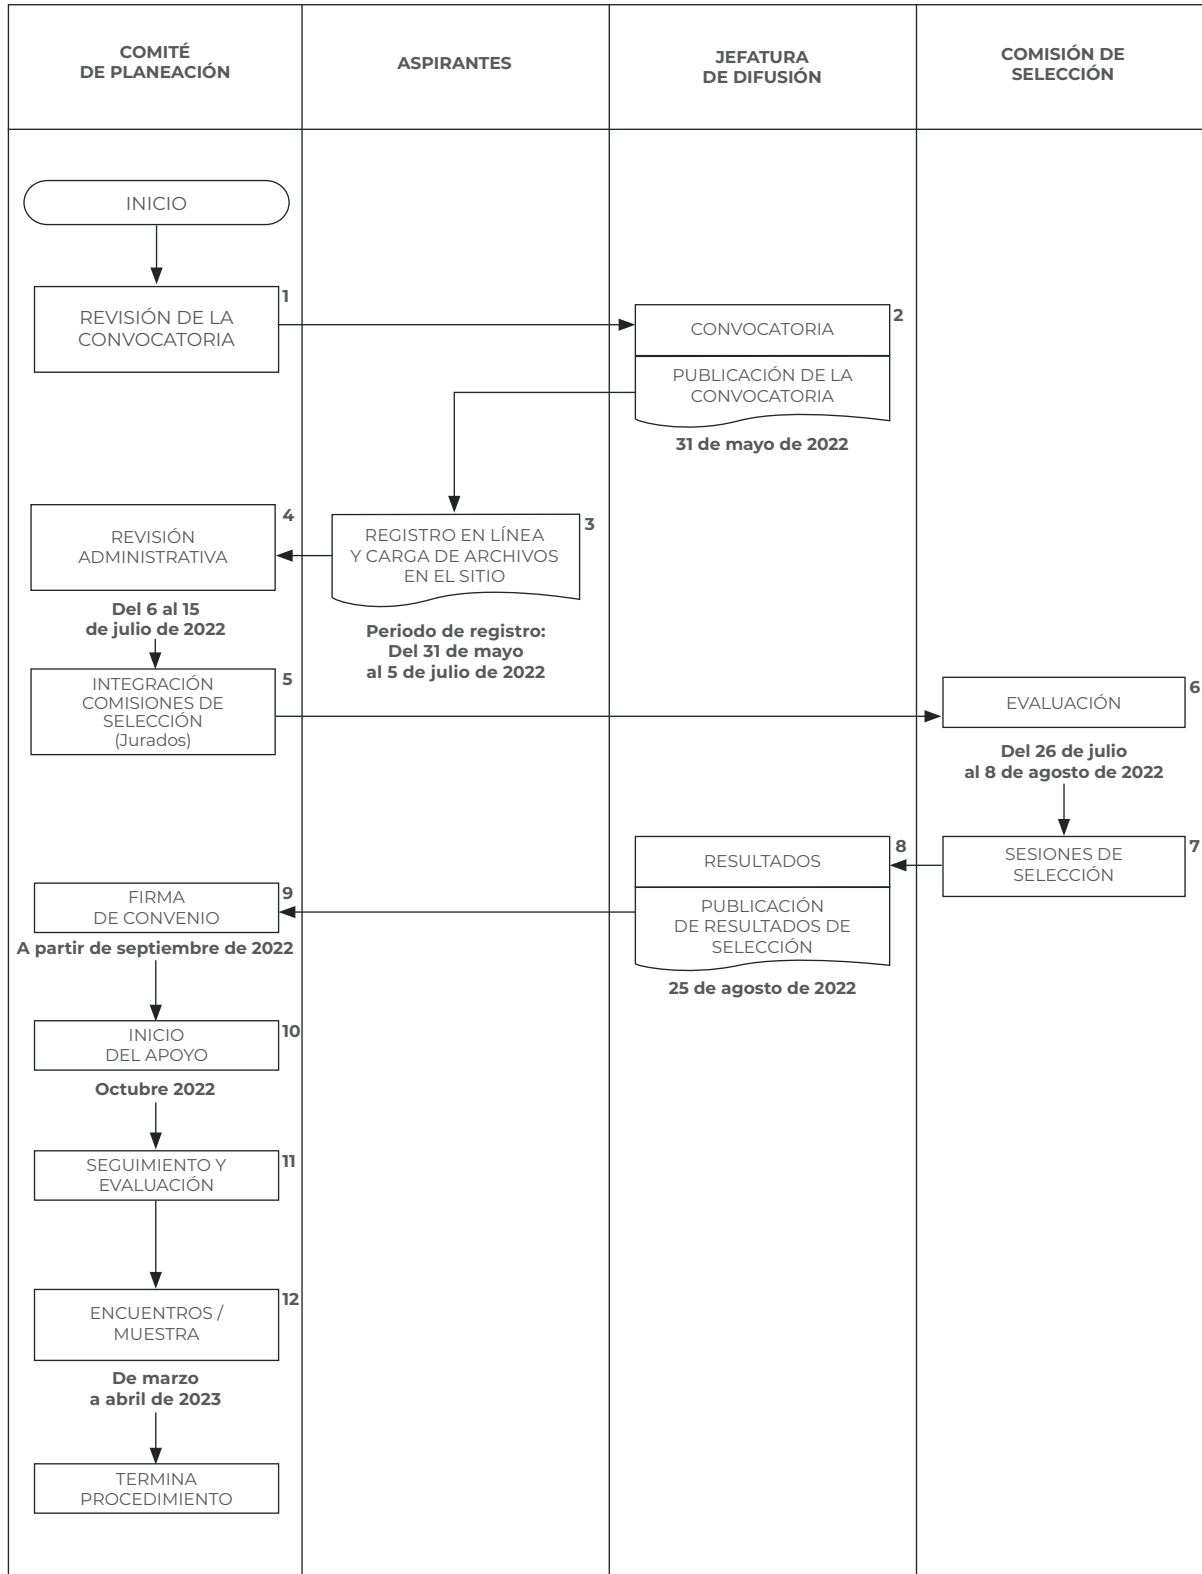 COMITÉ
DE PLANEACIÓN
ASPIRANTES
JEFATURA
DE DIFUSIÓN
COMISIÓN DE
SELECCIÓN
INICIO
1
REVISIÓN DE LA
CONVOCATORIA
2
CONVOCATORIA
PUBLICACIÓN DE LA
CONVOCATORIA
31 de mayo de 2022
3
REGISTRO EN LÍNEA
Y CARGA DE ARCHIVOS
EN EL SITIO
Periodo de registro:
Del 31 de mayo
al 5 de julio de 2022
4
REVISIÓN
ADMINISTRATIVA
Del 6 al 15
de julio de 2022
5
INTEGRACIÓN
COMISIONES DE
SELECCIÓN
(Jurados)
6
EVALUACIÓN
Del 26 de julio
al 8 de agosto de 2022
7
SESIONES DE
SELECCIÓN
8
RESULTADOS
PUBLICACIÓN
DE RESULTADOS DE
SELECCIÓN
25 de agosto de 2022
9
FIRMA
DE CONVENIO
A partir de septiembre de 2022
10
INICIO
DEL APOYO
Octubre 2022
11
SEGUIMIENTO Y
EVALUACIÓN
12
ENCUENTROS /
MUESTRA
De marzo
a abril de 2023
TERMINA
PROCEDIMIENTO